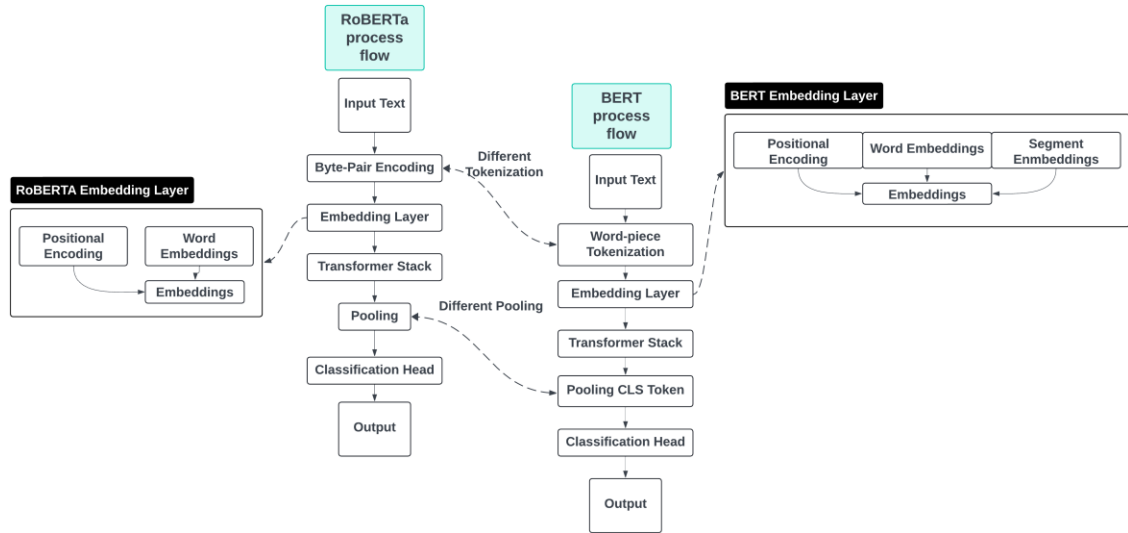 RoBERTa
process
flow
Input Text
Byte-Pair Encoding
Embedding Layer
Transformer Stack
Pooling
Classification Head
Output
RoBERTA Embedding Layer
Positional
Encoding
Word
Embeddings
Embeddings
Different
Tokenization
Different Pooling
BERT
process
flow
Input Text
Word-piece
Tokenization
Embedding Layer
Transformer Stack
Pooling CLS Token
Classification Head
Output
BERT Embedding Layer
Positional
Encoding
Word Embeddings
Segment
Enmbeddings
Embeddings